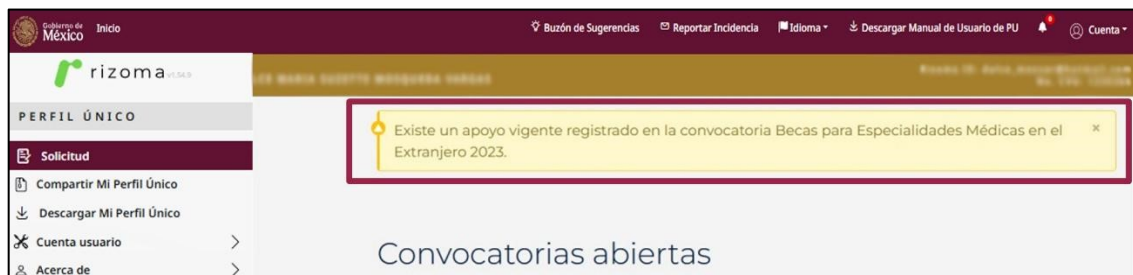 Gobierno de
México
Inicio
Buzón de Sugerencias
Reportar Incidencia
Idioma
Descargar Manual de Usuario de PU
Cuenta
rizoma
PERFIL ÚNICO
Solicitud
Compartir Mi Perfil Único
Descargar Mi Perfil Único
Cuenta usuario
Acerca de
Existe un apoyo vigente registrado en la convocatoria Becas para Especialidades Médicas en el
Extranjero 2023.
Convocatorias abiertas